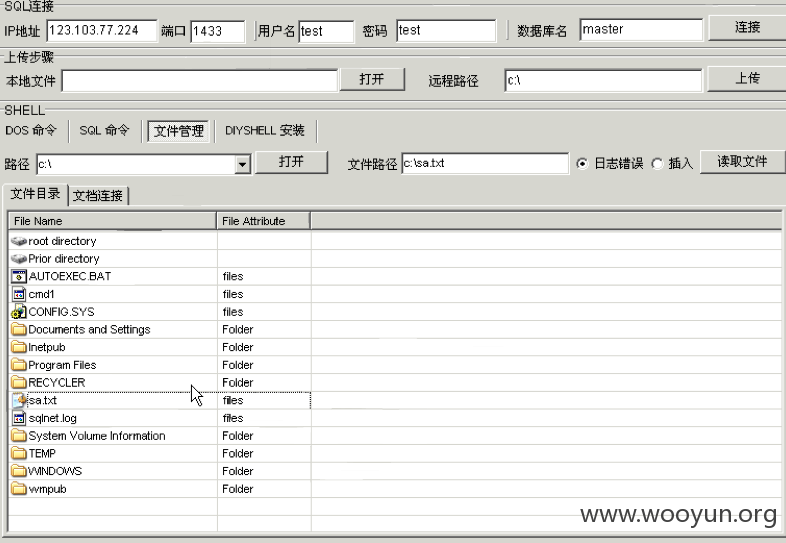 SQL连接
IP地址 123.103.77.224 端口 1433 用户名 test 密码 test 数据库名 master 连接
上传步骤
本地文件 打开 远程路径 c:\ 上传
SHELL
DOS 命令 SQL 命令 文件管理 DIYSHELL 安装
路径 c:\ 打开 文件路径 c:\sa.txt 日志错误 插入 读取文件
文件目录 文档连接
File Name File Attribute
root directory
Prior directory
AUTOEXEC.BAT files
cmd1 files
CONFIG.SYS files
Documents and Settings Folder
Inetpub Folder
Program Files Folder
RECYCLER Folder
sa.txt files
sqlnet.log files
System Volume Information Folder
TEMP Folder
WINDOWS Folder
wmpub Folder
www.wooyun.org